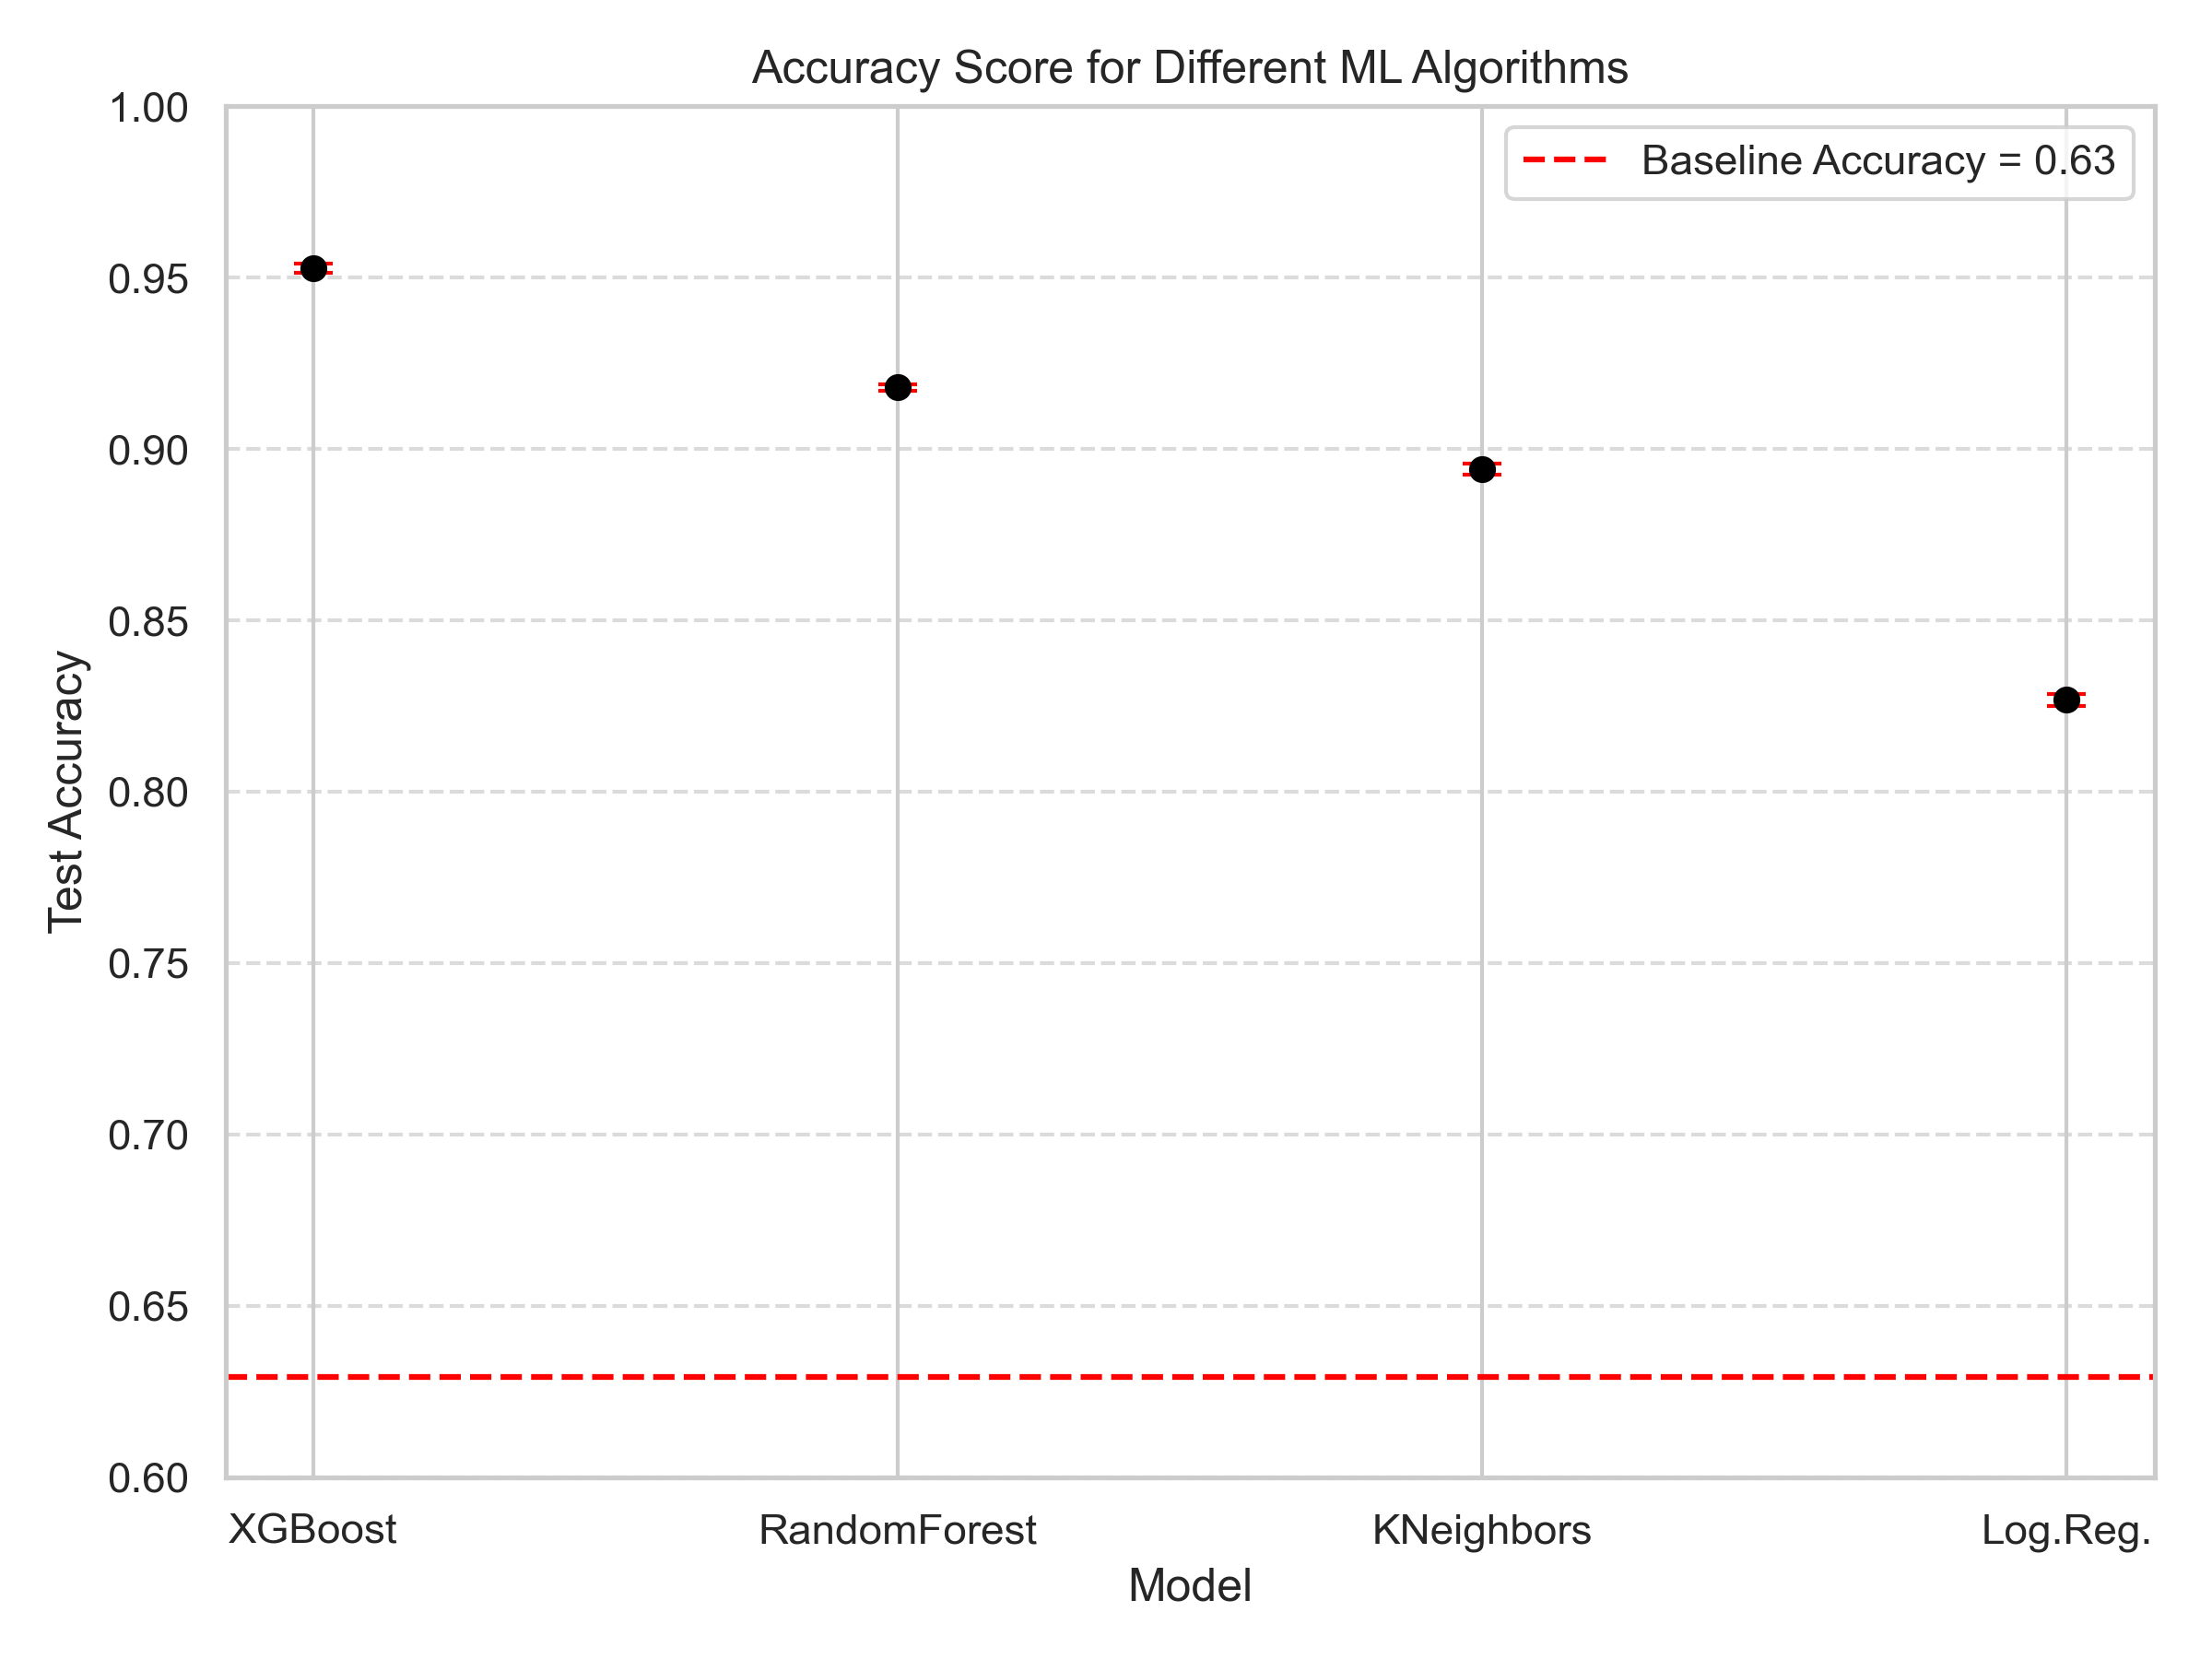 Accuracy Score for Different ML Algorithms
1.00
0.95
0.90
0.85
0.80
0.75
0.70
0.65
0.60
Test Accuracy
Baseline Accuracy = 0.63
XGBoost
RandomForest
KNeighbors
Log.Reg.
Model